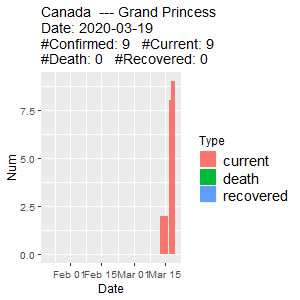 Canada  --- Grand Princess
Date: 2020-03-19
#Confirmed: 9   #Current: 9
#Death: 0   #Recovered: 0
7.5
5.0
2.5
0.0
Num
Feb 01 Feb 15 Mar 01 Mar 15
Date
Type
current
death
recovered